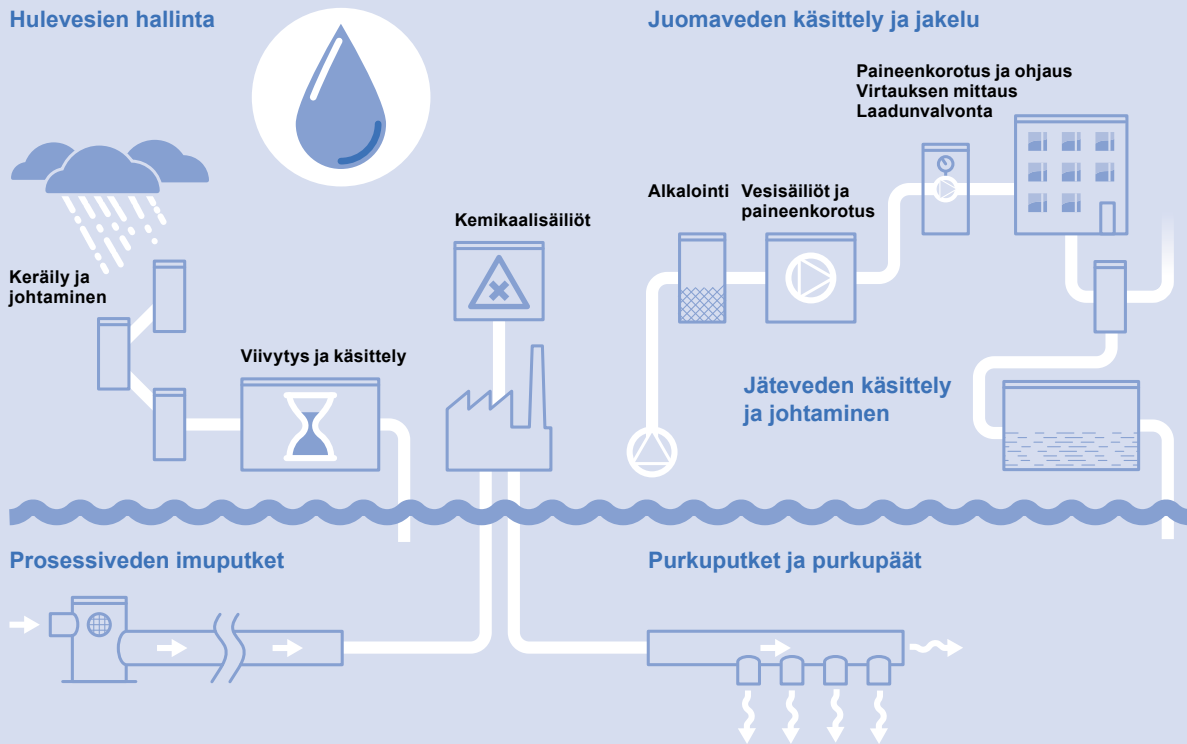 Hulevesien hallinta
Juomaveden käsittely ja jakelu
Paineenkorotus ja ohjaus
Virtauksen mittaus
Laadunvalvonta
Alkalointi
Vesisäiliöt ja
paineenkorotus
Kemikaalisäiliöt
Keräily ja
johtaminen
Viivytys ja käsittely
Jäteveden käsittely
ja johtaminen
Prosessiveden imuputket
Purkuputket ja purkupäät